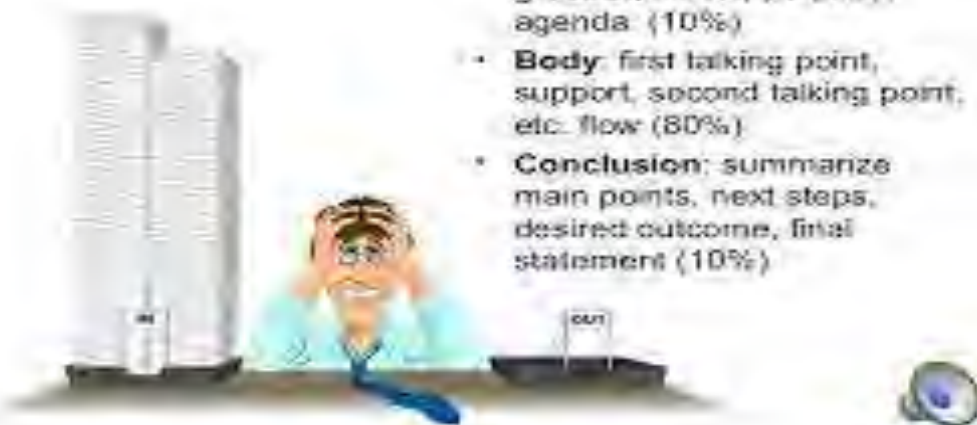 agenda (10%)
• Body: first talking point,
support, second talking point,
etc. flow (80%)
• Conclusion: summarize
main points, next steps,
desired outcome, final
statement (10%)
IN
OUT